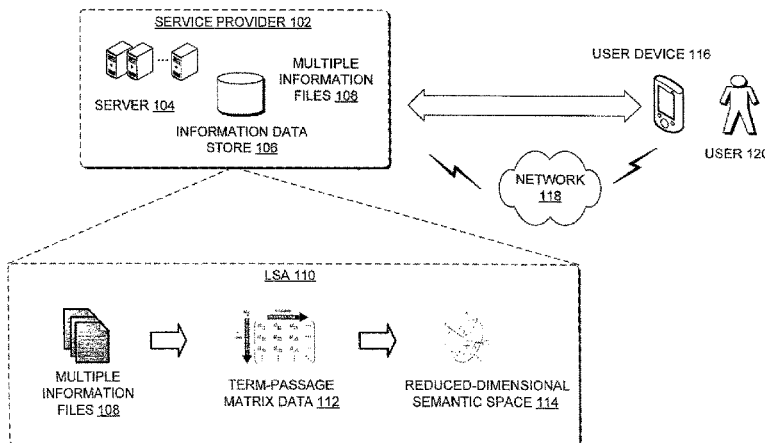 SERVICE PROVIDER 102
SERVER 104
MULTIPLE
INFORMATION
FILES 108
INFORMATION DATA
STORE 106
USER DEVICE 116
USER 120
NETWORK
118
LSA 110
MULTIPLE
INFORMATION
FILES 108
TERM-PASSAGE
MATRIX DATA 112
REDUCED-DIMENSIONAL
SEMANTIC SPACE 114